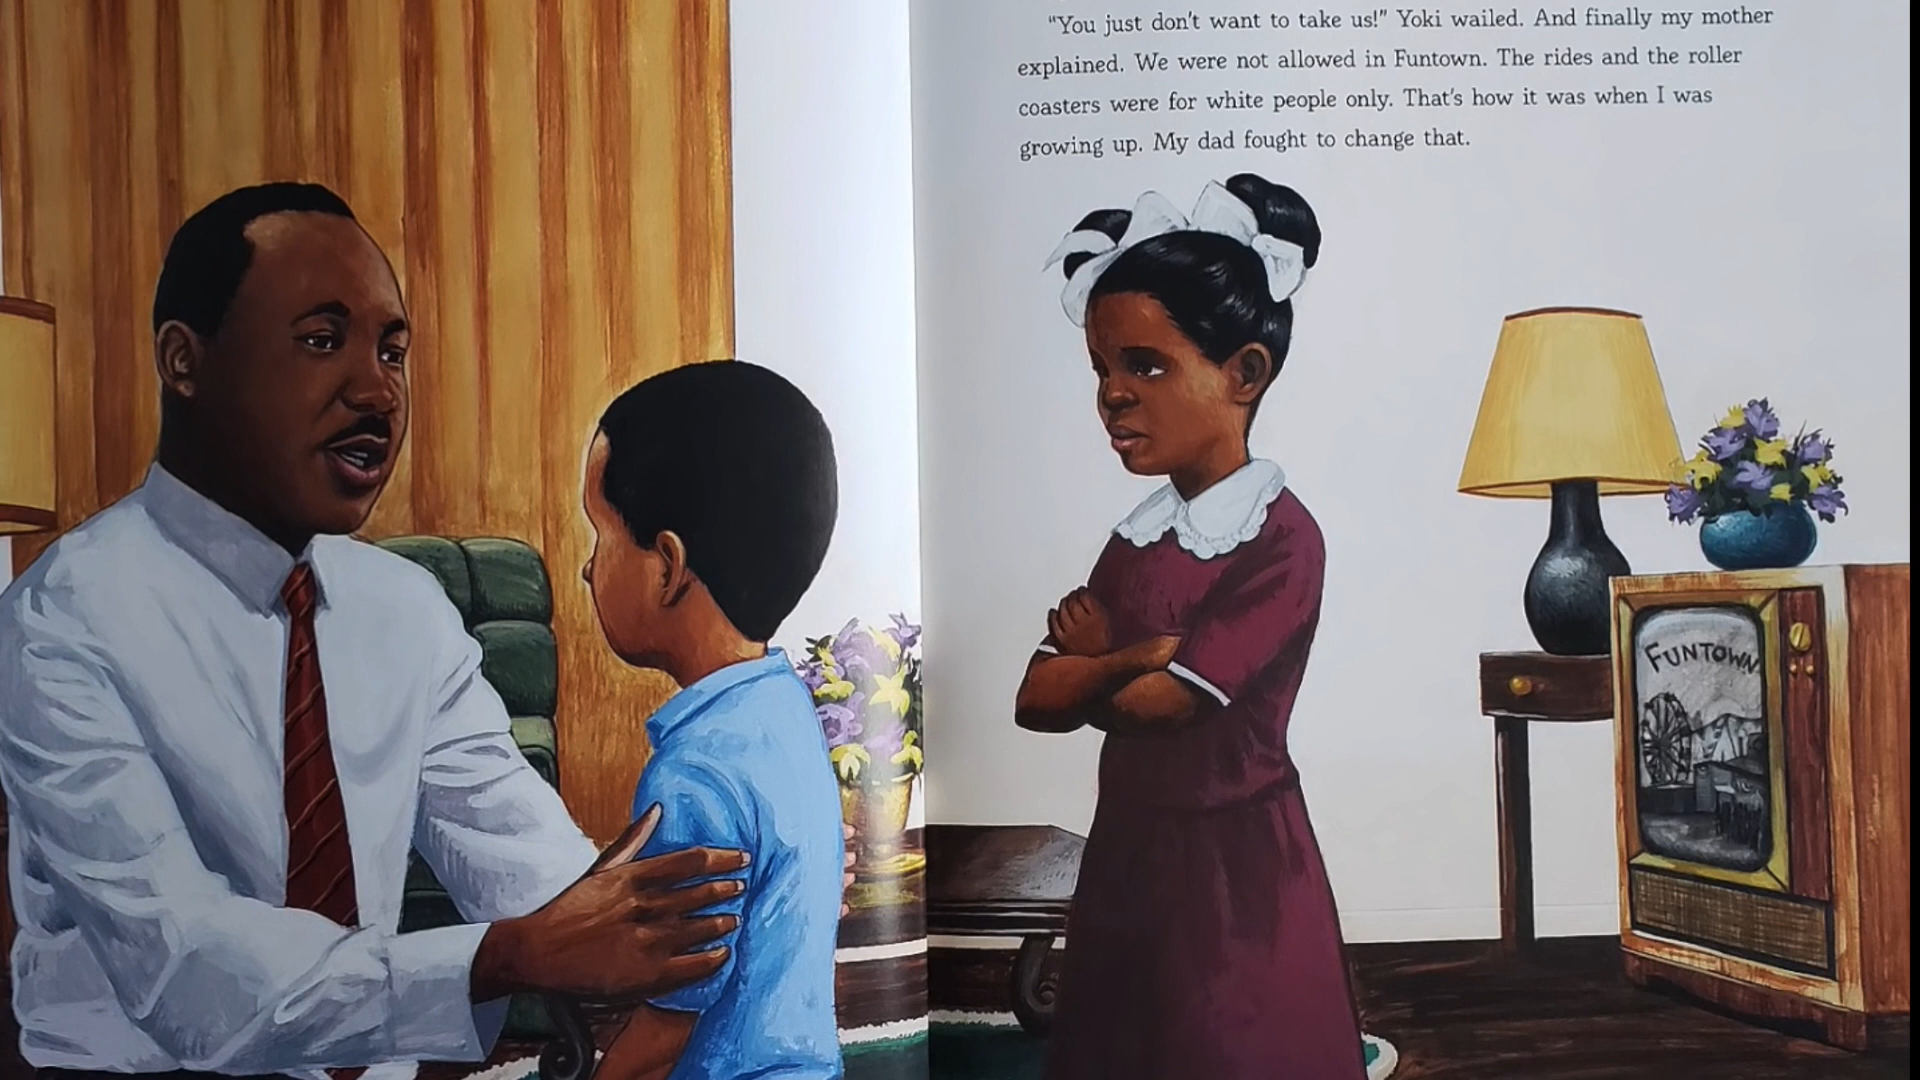 “You just don’t want to take us!” Yoki wailed. And finally my mother
explained. We were not allowed in Funtown. The rides and the roller
coasters were for white people only. That’s how it was when I was
growing up. My dad fought to change that.
FUNTOWN